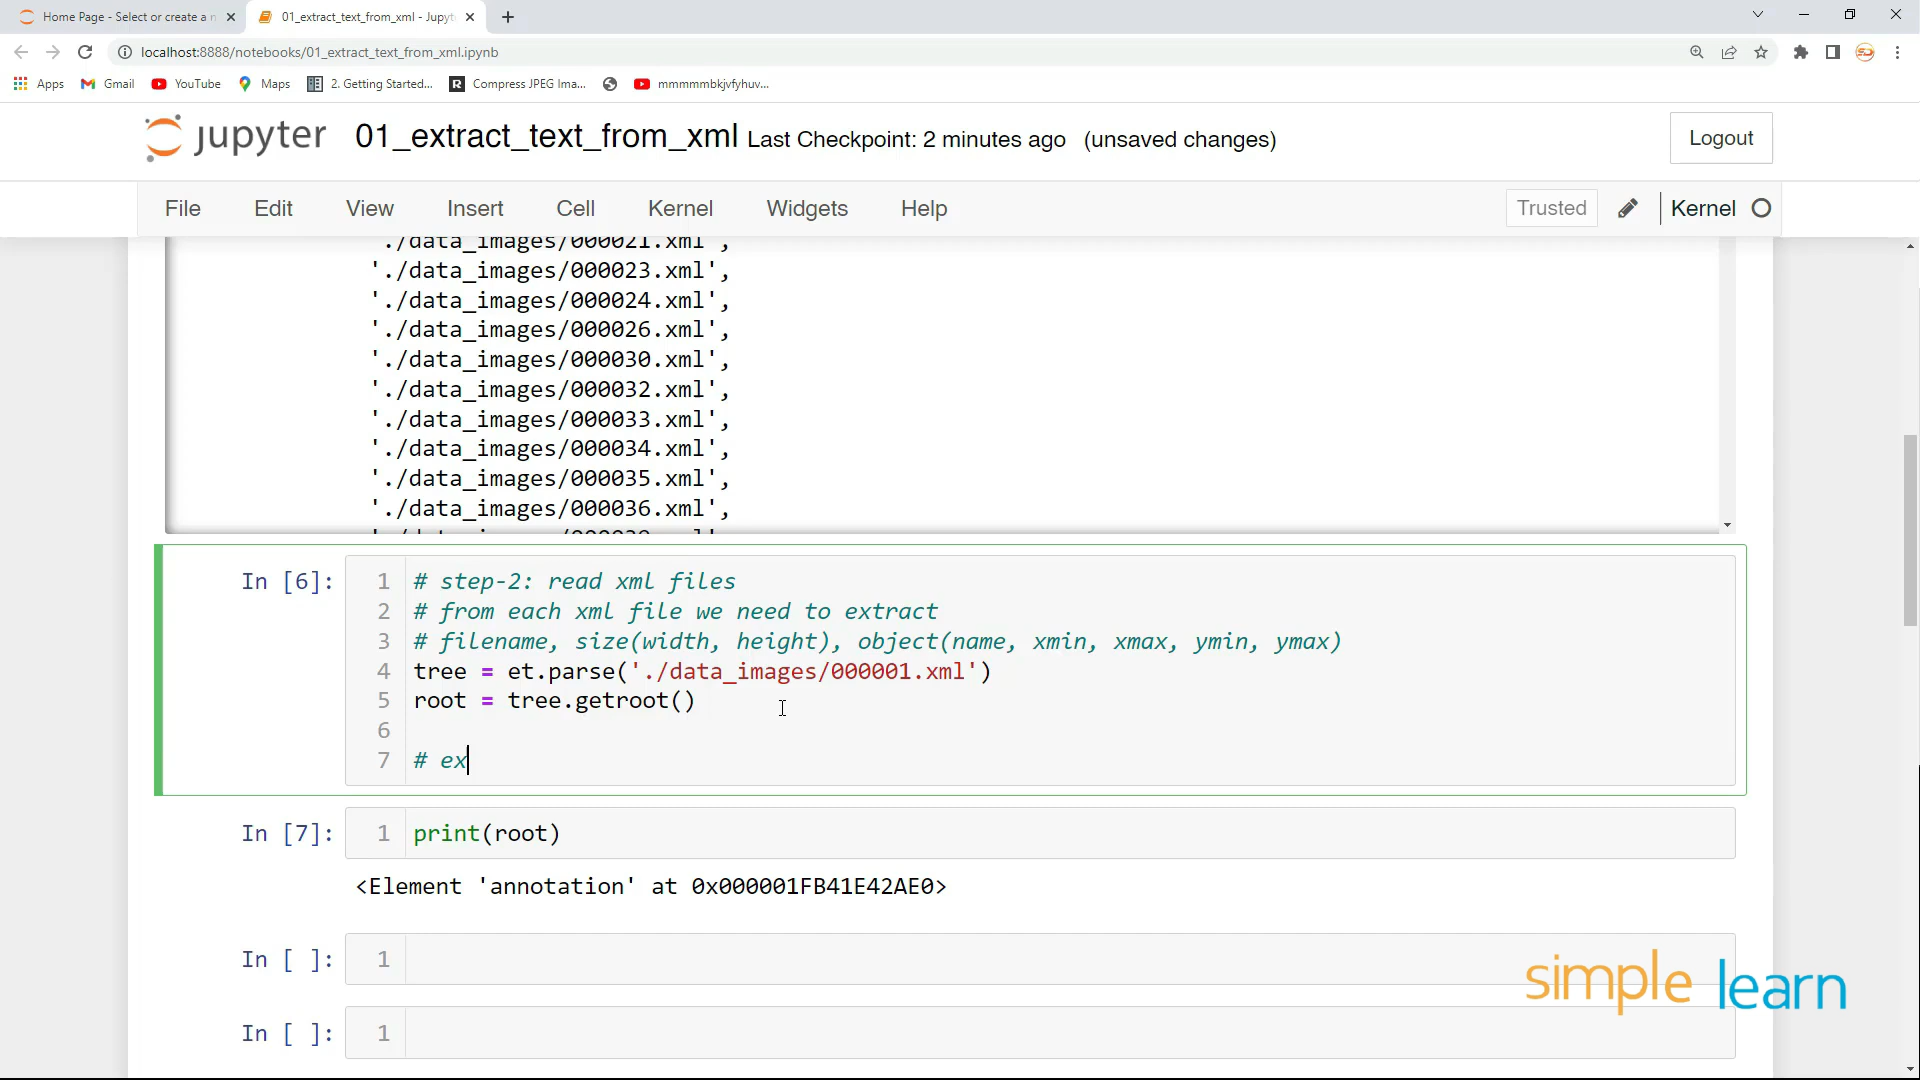 Home Page - Select or create a n
01_extract_text_from_xml - Jupyt
localhost:8888/notebooks/01_extract_text_from_xml.ipynb
Apps
Gmail
YouTube
Maps
2. Getting Started...
Compress JPEG Ima...
mmmmmbkjvfyhuv...
jupyter
01_extract_text_from_xml Last Checkpoint: 2 minutes ago (unsaved changes)
Logout
File
Edit
View
Insert
Cell
Kernel
Widgets
Help
Trusted
Kernel
'./data_images/000021.xml',
'./data_images/000023.xml',
'./data_images/000024.xml',
'./data_images/000026.xml',
'./data_images/000030.xml',
'./data_images/000032.xml',
'./data_images/000033.xml',
'./data_images/000034.xml',
'./data_images/000035.xml',
'./data_images/000036.xml',
In [6]:
1 # step-2: read xml files
2 # from each xml file we need to extract
3 # filename, size(width, height), object(name, xmin, xmax, ymin, ymax)
4 tree = et.parse('./data_images/000001.xml')
5 root = tree.getroot()
6
7 # ex
In [7]:
1 print(root)
<Element 'annotation' at 0x000001FB41E42AE0>
In [ ]:
1
In [ ]:
1
simplelearn